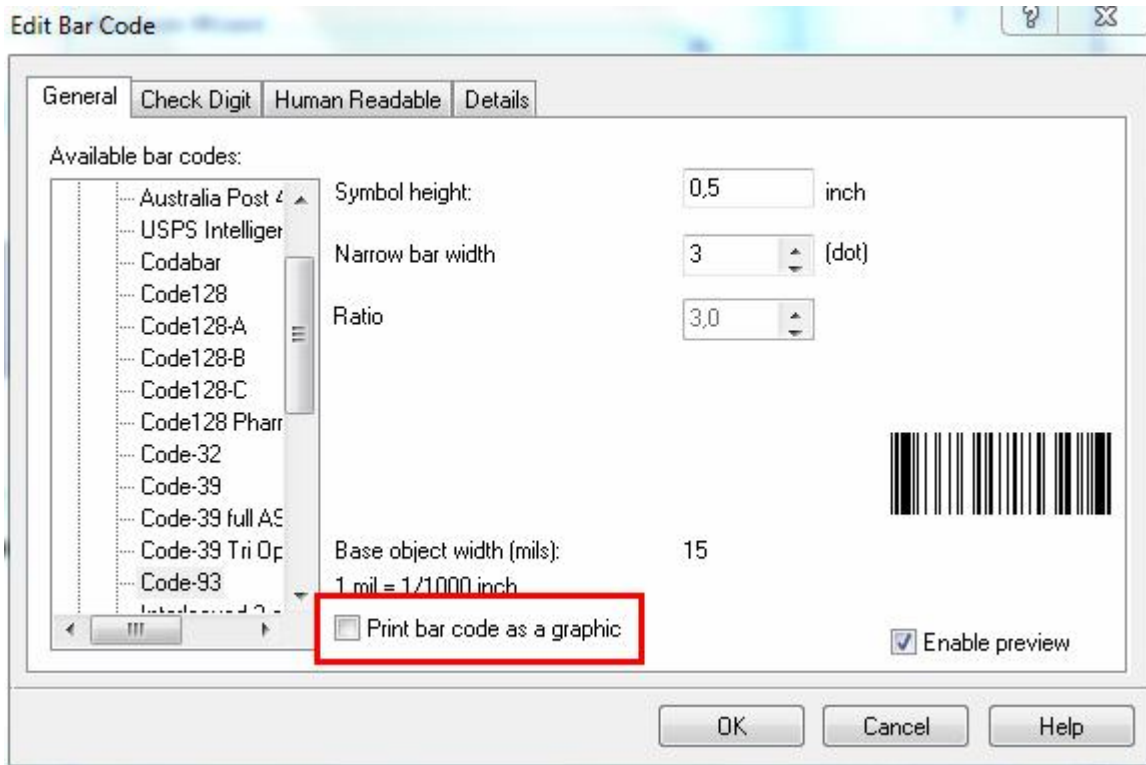 Edit Bar Code
General Check Digit Human Readable Details
Available bar codes:
Australia Post 4
USPS Intelliger
Codabar
Code128
Code128-A
Code128-B
Code128-C
Code128 Pharr
Code-32
Code-39
Code-39 full AS
Code-39 Tri Op
Code-93
Symbol height: 0,5 inch
Narrow bar width 3 (dot)
Ratio 3,0
Base object width (mils): 15
1 mil = 1/1000 inch
Print bar code as a graphic
Enable preview
OK Cancel Help